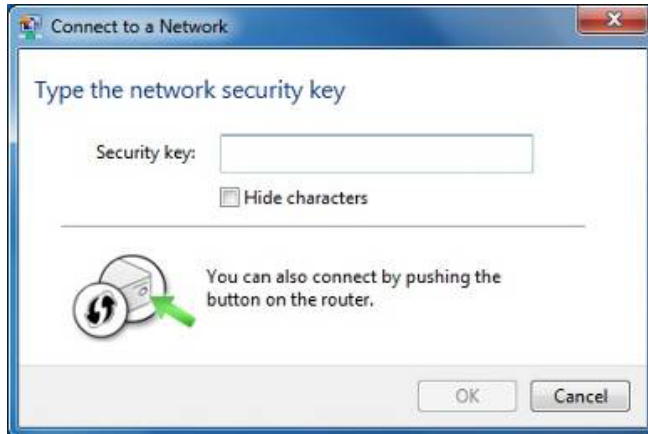 Connect to a Network
Type the network security key
Security key:
Hide characters
You can also connect by pushing the
button on the router.
OK
Cancel